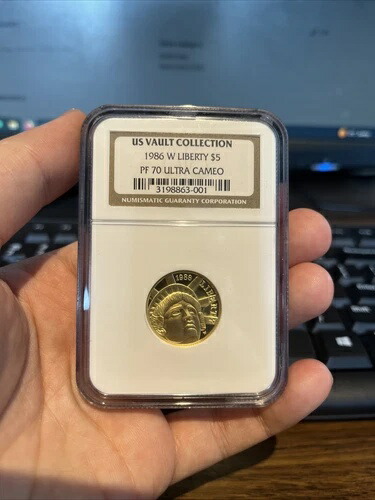 US VAULT COLLECTION
1986 W LIBERTY $5
PF 70 ULTRA CAMEO
3198863-001
NUMISMATIC GUARANTY CORPORATION
1986
LIBERTY